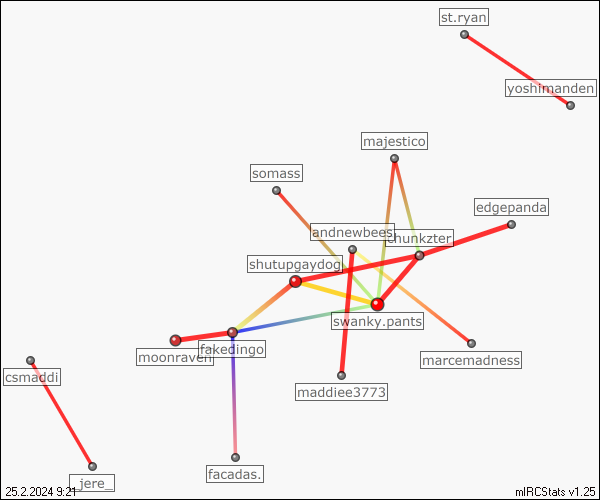 st.ryan
yoshimanden
majestico
somass
edgepanda
andnewbees
chunkzter
shutupgaydog
swanky.pants
fakedingo
moonraven
marcemadness
csmaddi
maddiee3773
facadas.
_jere_
25.2.2024 9:21
mIRCStats v1.25